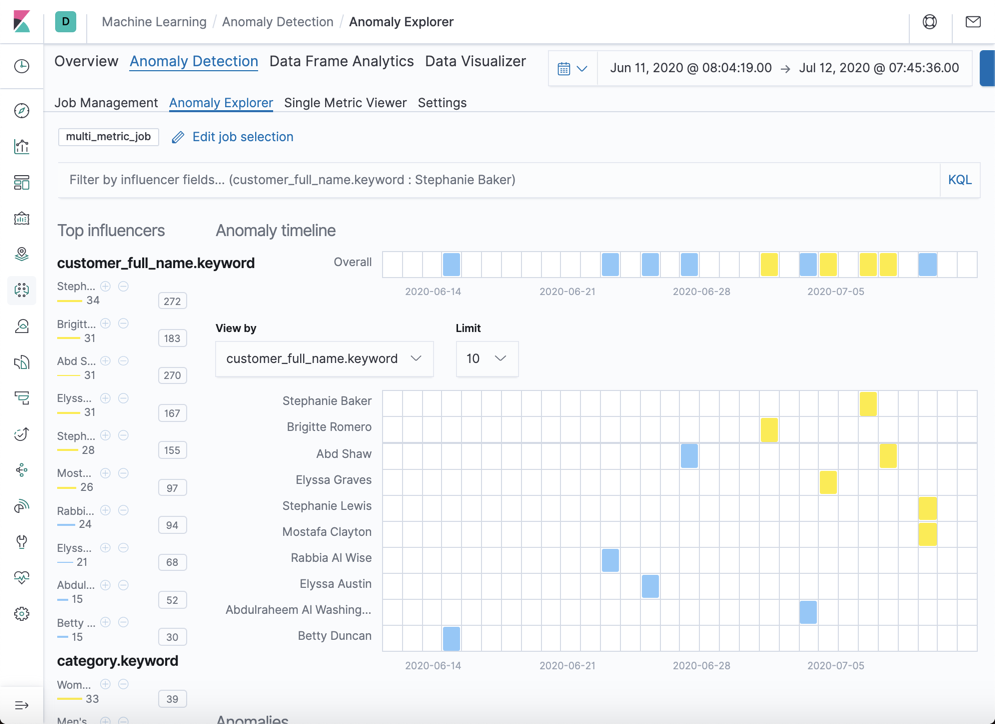 D Machine Learning / Anomaly Detection / Anomaly Explorer
Overview Anomaly Detection Data Frame Analytics Data Visualizer
Jun 11, 2020 @ 08:04:19.00 → Jul 12, 2020 @ 07:45:36.00
Job Management Anomaly Explorer Single Metric Viewer Settings
multi_metric_job Edit job selection
Filter by influencer fields... (customer_full_name.keyword : Stephanie Baker) KQL
Top influencers
customer_full_name.keyword
Steph...
34 272
Brigitt...
31 183
Abd S...
31 270
Elyss...
31 167
Steph...
28 155
Most...
26 97
Rabbi...
24 94
Elyss...
21 68
Abdul...
15 52
Betty ...
15 30
category.keyword
Wom...
33 39
Men's
Anomaly timeline
Overall
2020-06-14 2020-06-21 2020-06-28 2020-07-05
View by Limit
customer_full_name.keyword 10
Stephanie Baker
Brigitte Romero
Abd Shaw
Elyssa Graves
Stephanie Lewis
Mostafa Clayton
Rabbia Al Wise
Elyssa Austin
Abdulraheem Al Washing...
Betty Duncan
2020-06-14 2020-06-21 2020-06-28 2020-07-05
Anomalies